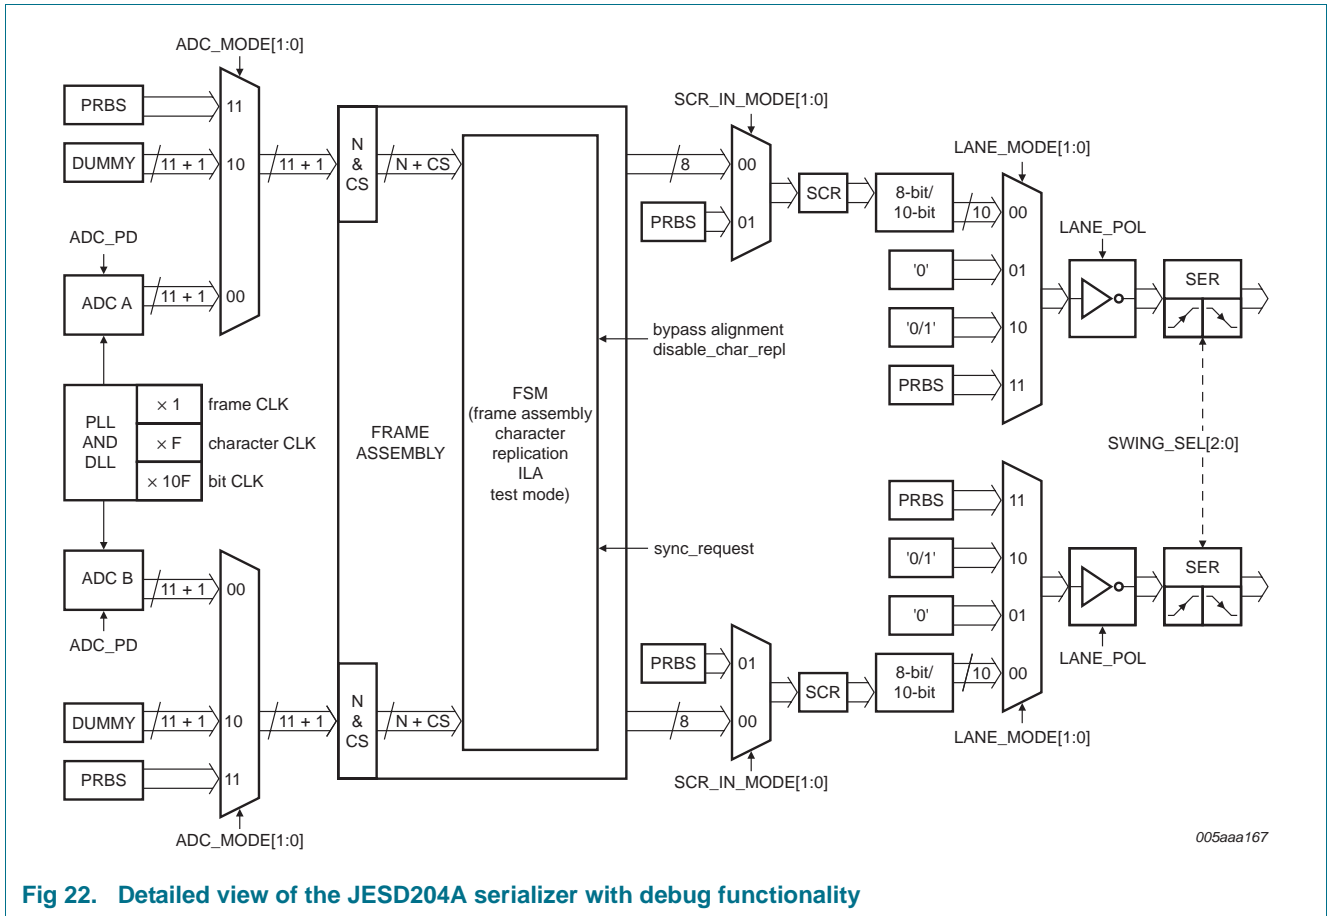 ADC_MODE[1:0]
PRBS
11
DUMMY
11 + 1
10
11 + 1
N
&
CS
N + CS
ADC_PD
ADC A
11 + 1
00
PLL
AND
DLL
× 1
frame CLK
× F
character CLK
× 10F
bit CLK
ADC B
11 + 1
00
ADC_PD
DUMMY
11 + 1
10
11 + 1
N
&
CS
N + CS
PRBS
11
ADC_MODE[1:0]
FRAME
ASSEMBLY
FSM
(frame assembly
character
replication
ILA
test mode)
bypass alignment
disable_char_repl
sync_request
SCR_IN_MODE[1:0]
8
00
PRBS
01
SCR
8-bit/
10-bit
10
00
LANE_MODE[1:0]
'0'
01
'0/1'
10
PRBS
11
LANE_POL
SER
SWING_SEL[2:0]
PRBS
11
'0/1'
10
'0'
01
8-bit/
10-bit
10
00
LANE_MODE[1:0]
SER
LANE_POL
PRBS
01
8
00
SCR
SCR_IN_MODE[1:0]
005aaa167
Fig 22. Detailed view of the JESD204A serializer with debug functionality